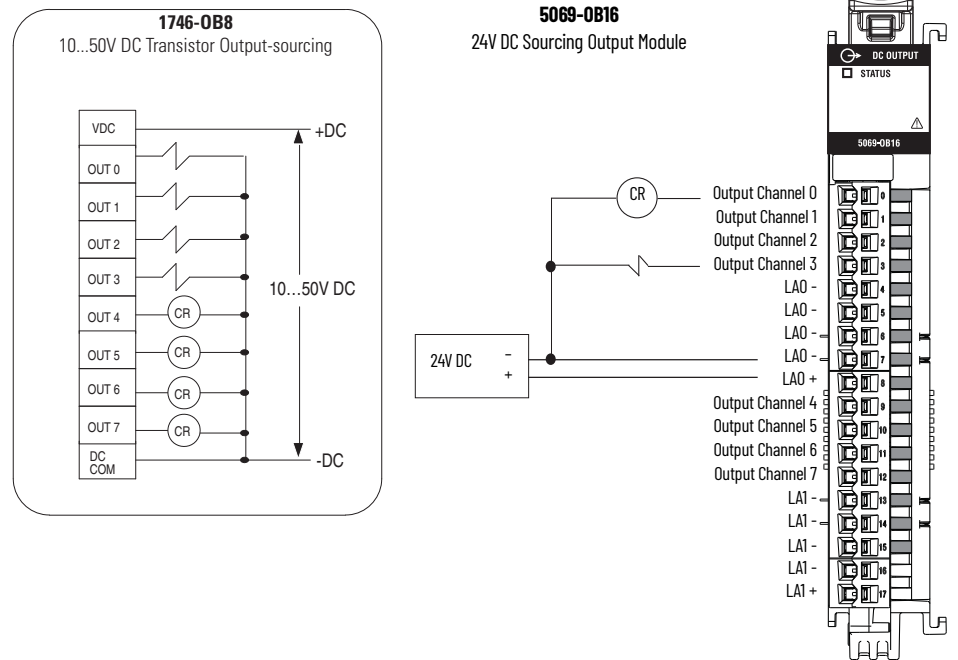 1746-OB8
10...50V DC Transistor Output-sourcing
VDC
OUT 0
OUT 1
OUT 2
OUT 3
OUT 4
OUT 5
OUT 6
OUT 7
DC
COM
CR
CR
CR
CR
+DC
10...50V DC
-DC
5069-OB16
24V DC Sourcing Output Module
CR
24V DC
-
+
Output Channel 0
Output Channel 1
Output Channel 2
Output Channel 3
LA0 -
LA0 -
LA0 -
LA0 -
LA0 +
Output Channel 4
Output Channel 5
Output Channel 6
Output Channel 7
LA1 -
LA1 -
LA1 -
LA1 -
LA1 +
DC OUTPUT
STATUS
5069-OB16
0
1
2
3
4
5
6
7
8
9
10
11
12
13
14
15
16
17